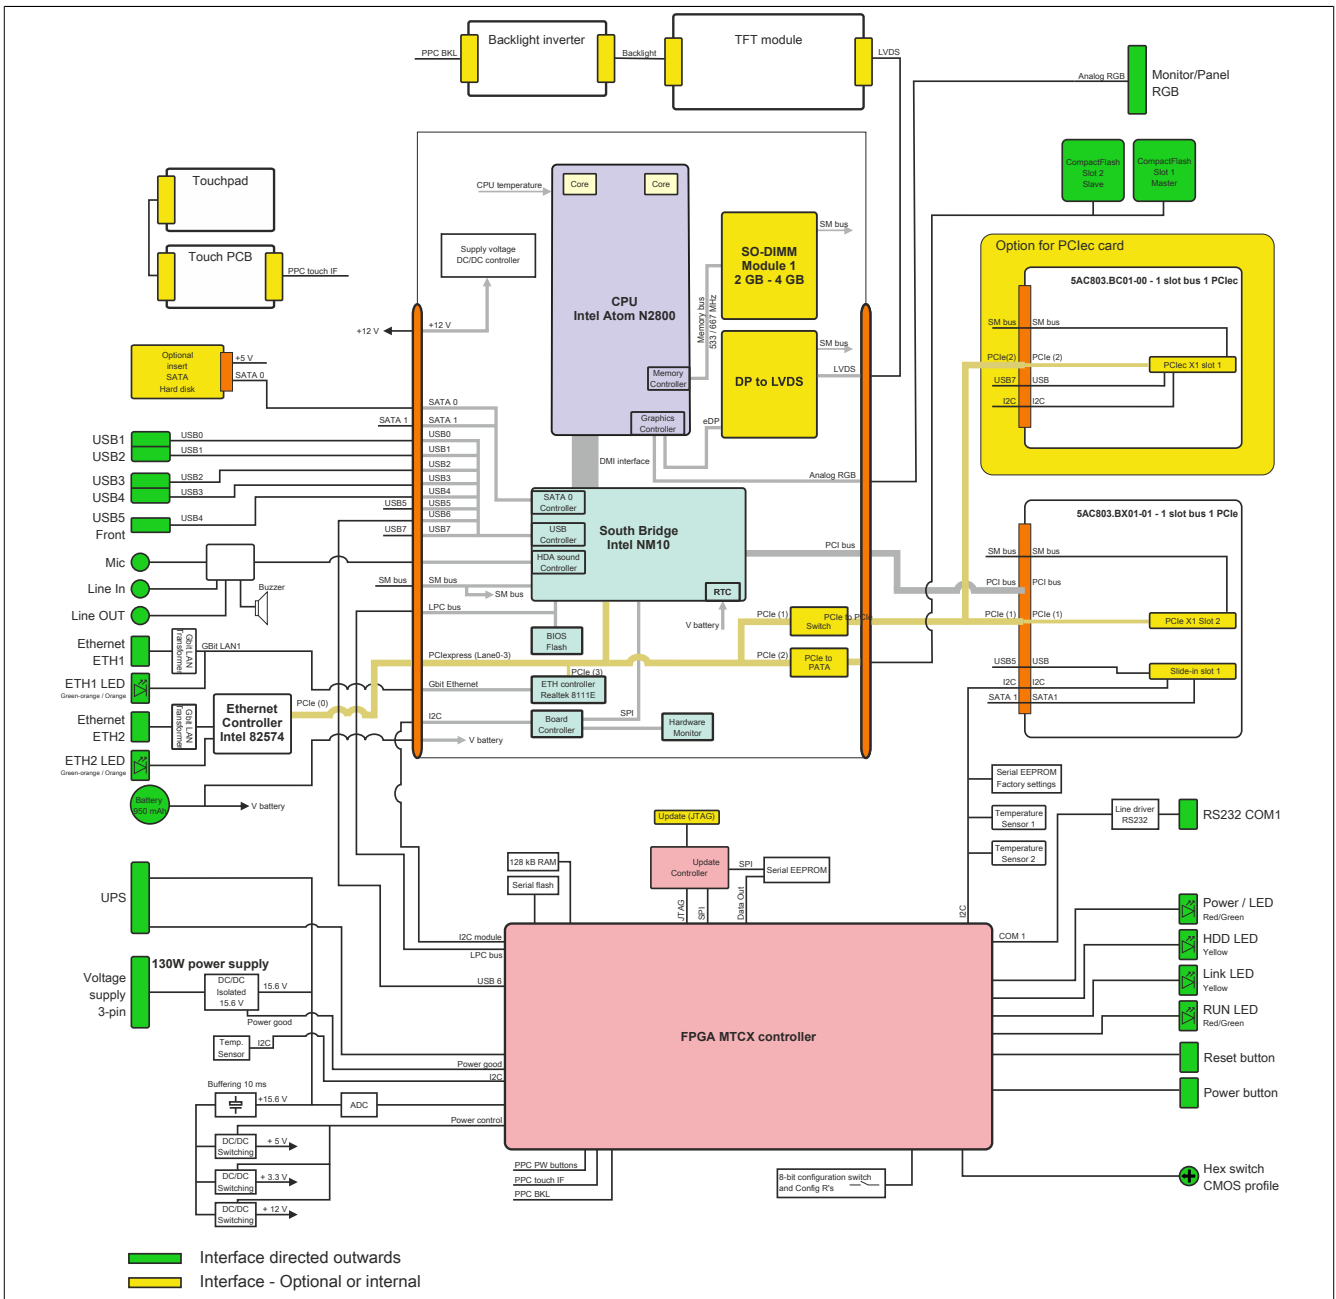 Backlight inverter
TFT module
PPC BKL
Backlight
LVDS
Analog RGB
Monitor/Panel
RGB
CompactFlash
Slot 2
Slave
CompactFlash
Slot 1
Master
Touchpad
Touch PCB
PPC touch IF
CPU temperature
Core
Core
Supply voltage
DC/DC controller
CPU
Intel Atom N2800
Memory
Controller
Graphics
Controller
Memory bus
533 / 667 MHz
SO-DIMM
Module 1
2 GB - 4 GB
SM bus
DP to LVDS
SM bus
LVDS
eDP
DMI interface
Analog RGB
Option for PCIec card
5AC803.BC01-00 - 1 slot bus 1 PCIec
SM bus
SM bus
PCIe(2)
PCIe (2)
PCIec X1 slot 1
USB7
USB
I2C
I2C
+12 V
+12 V
Optional
insert
SATA
Hard disk
+5 V
SATA 0
SATA 0
SATA 1
SATA 1
USB1
USB0
USB0
USB2
USB1
USB1
USB3
USB2
USB2
USB4
USB3
USB3
USB5
Front
USB4
USB4
USB5
USB5
USB6
USB7
USB7
SATA 0
Controller
USB
Controller
HDA sound
Controller
South Bridge
Intel NM10
RTC
PCI bus
V battery
5AC803.BX01-01 - 1 slot bus 1 PCIe
SM bus
SM bus
PCI bus
PCI bus
PCIe (1)
PCIe (1)
PCIe X1 Slot 2
USB5
USB
Slide-in slot 1
I2C
I2C
SATA 1
SATA1
Mic
Line In
Line OUT
Buzzer
SM bus
SM bus
SM bus
LPC bus
BIOS
Flash
PCIe (1)
PCIe to PCIe
Switch
PCIe (2)
PCIe to
PATA
PCIexpress (Lane0-3)
PCIe (3)
Gbit Ethernet
ETH controller
Realtek 8111E
I2C
Board
Controller
SPI
Hardware
Monitor
V battery
Ethernet
ETH1
Gbit LAN
Transformer
GBit LAN1
ETH1 LED
Green-orange / Orange
PCIe (0)
Ethernet
ETH2
Gbit LAN
Transformer
Ethernet
Controller
Intel 82574
ETH2 LED
Green-orange / Orange
Battery
950 mAh
V battery
Serial EEPROM
Factory settings
Temperature
Sensor 1
Temperature
Sensor 2
Line driver
RS232
RS232 COM1
Update (JTAG)
Update
Controller
SPI
Serial EEPROM
128 kB RAM
Serial flash
JTAG
SPI
Data Out
I2C
UPS
I2C module
LPC bus
USB 6
COM 1
Power / LED
Red/Green
HDD LED
Yellow
Link LED
Yellow
RUN LED
Red/Green
Reset button
Power button
130W power supply
Voltage
supply
3-pin
DC/DC
Isolated
15.6 V
15.6 V
Power good
Temp.
Sensor
I2C
Power good
I2C
FPGA MTCX controller
Buffering 10 ms
+15.6 V
ADC
Power control
DC/DC
Switching
+ 5 V
DC/DC
Switching
+ 3.3 V
DC/DC
Switching
+ 12 V
PPC PW buttons
PPC touch IF
PPC BKL
8-bit configuration switch
and Config R's
Hex switch
CMOS profile
Interface directed outwards
Interface - Optional or internal